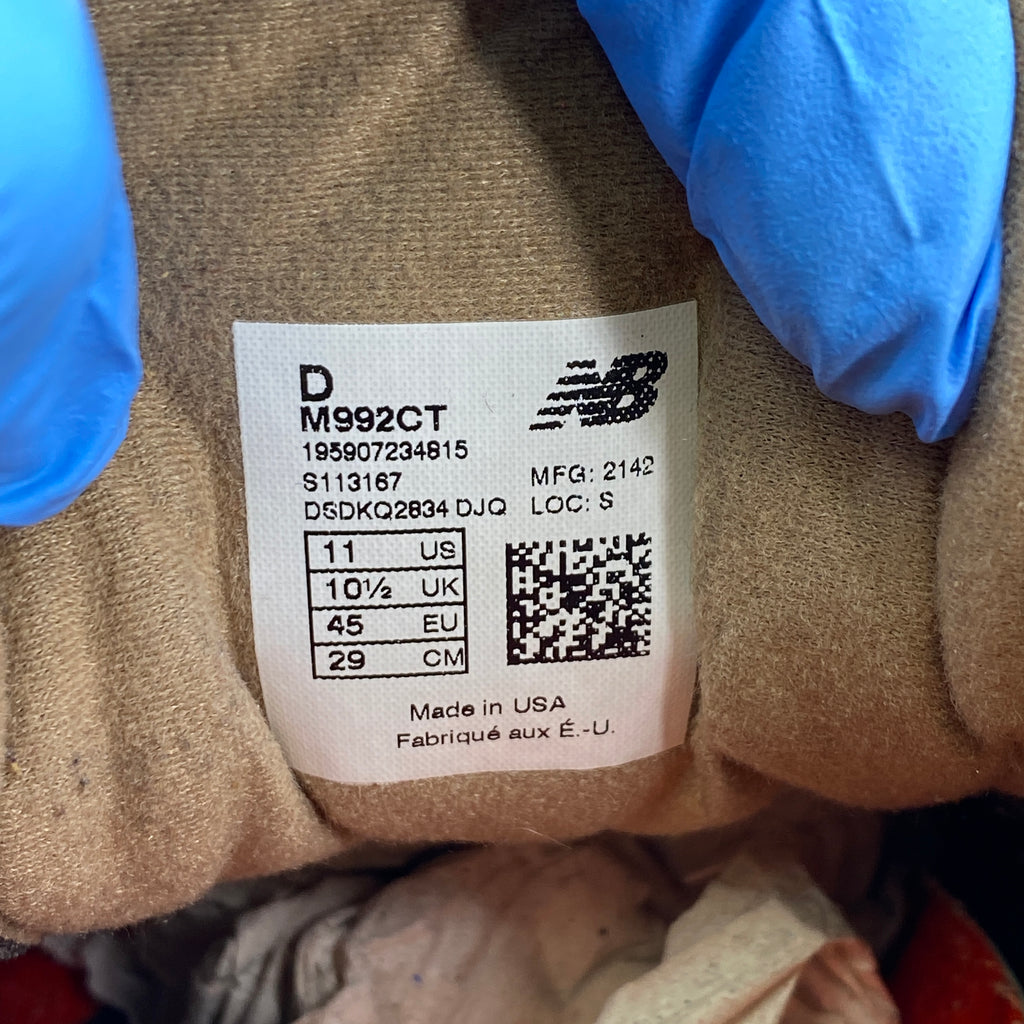 D
NB
M992CT
195907234815
S113167
MFG: 2142
DSDKQ2834 DJQ
LOC: S
11 US
10½ UK
45 EU
29 CM
Made in USA
Fabriqué aux É.-U.